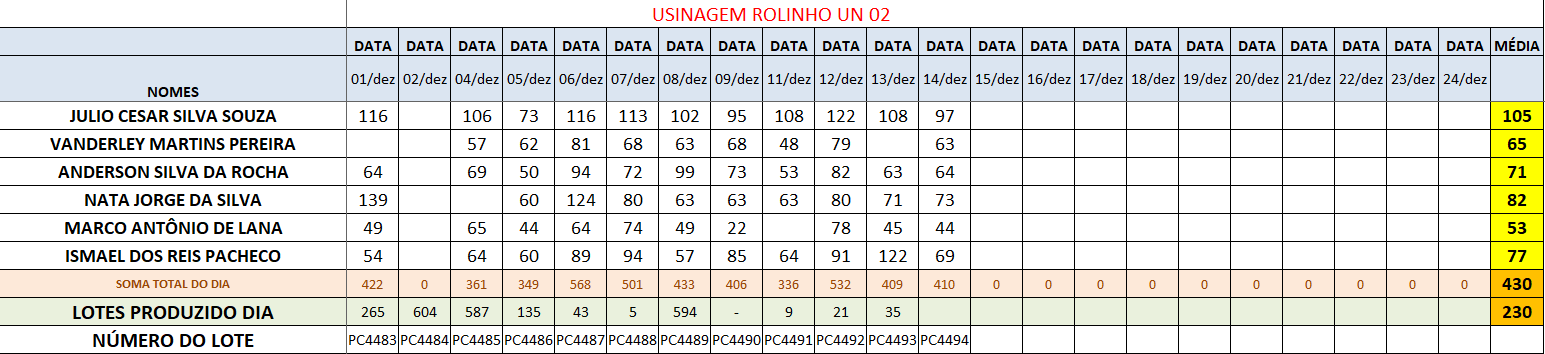 USINAGEM ROLINHO UN 02
DATA DATA DATA DATA DATA DATA DATA DATA DATA DATA DATA DATA DATA DATA DATA DATA DATA DATA DATA DATA DATA DATA MÉDIA
NOMES 01/dez 02/dez 04/dez 05/dez 06/dez 07/dez 08/dez 09/dez 11/dez 12/dez 13/dez 14/dez 15/dez 16/dez 17/dez 18/dez 19/dez 20/dez 21/dez 22/dez 23/dez 24/dez
JULIO CESAR SILVA SOUZA 116 106 73 116 113 102 95 108 122 108 97 105
VANDERLEY MARTINS PEREIRA 57 62 81 68 63 68 48 79 63 65
ANDERSON SILVA DA ROCHA 64 69 50 94 72 99 73 53 82 63 64 71
NATA JORGE DA SILVA 139 60 124 80 63 63 63 80 71 73 82
MARCO ANTÔNIO DE LANA 49 65 44 64 74 49 22 78 45 44 53
ISMAEL DOS REIS PACHECO 54 64 60 89 94 57 85 64 91 122 69 77
SOMA TOTAL DO DIA 422 0 361 349 568 501 433 406 336 532 409 410 0 0 0 0 0 0 0 0 0 0 430
LOTES PRODUZIDO DIA 265 604 587 135 43 5 594 - 9 21 35 230
NÚMERO DO LOTE PC4483 PC4484 PC4485 PC4486 PC4487 PC4488 PC4489 PC4490 PC4491 PC4492 PC4493 PC4494